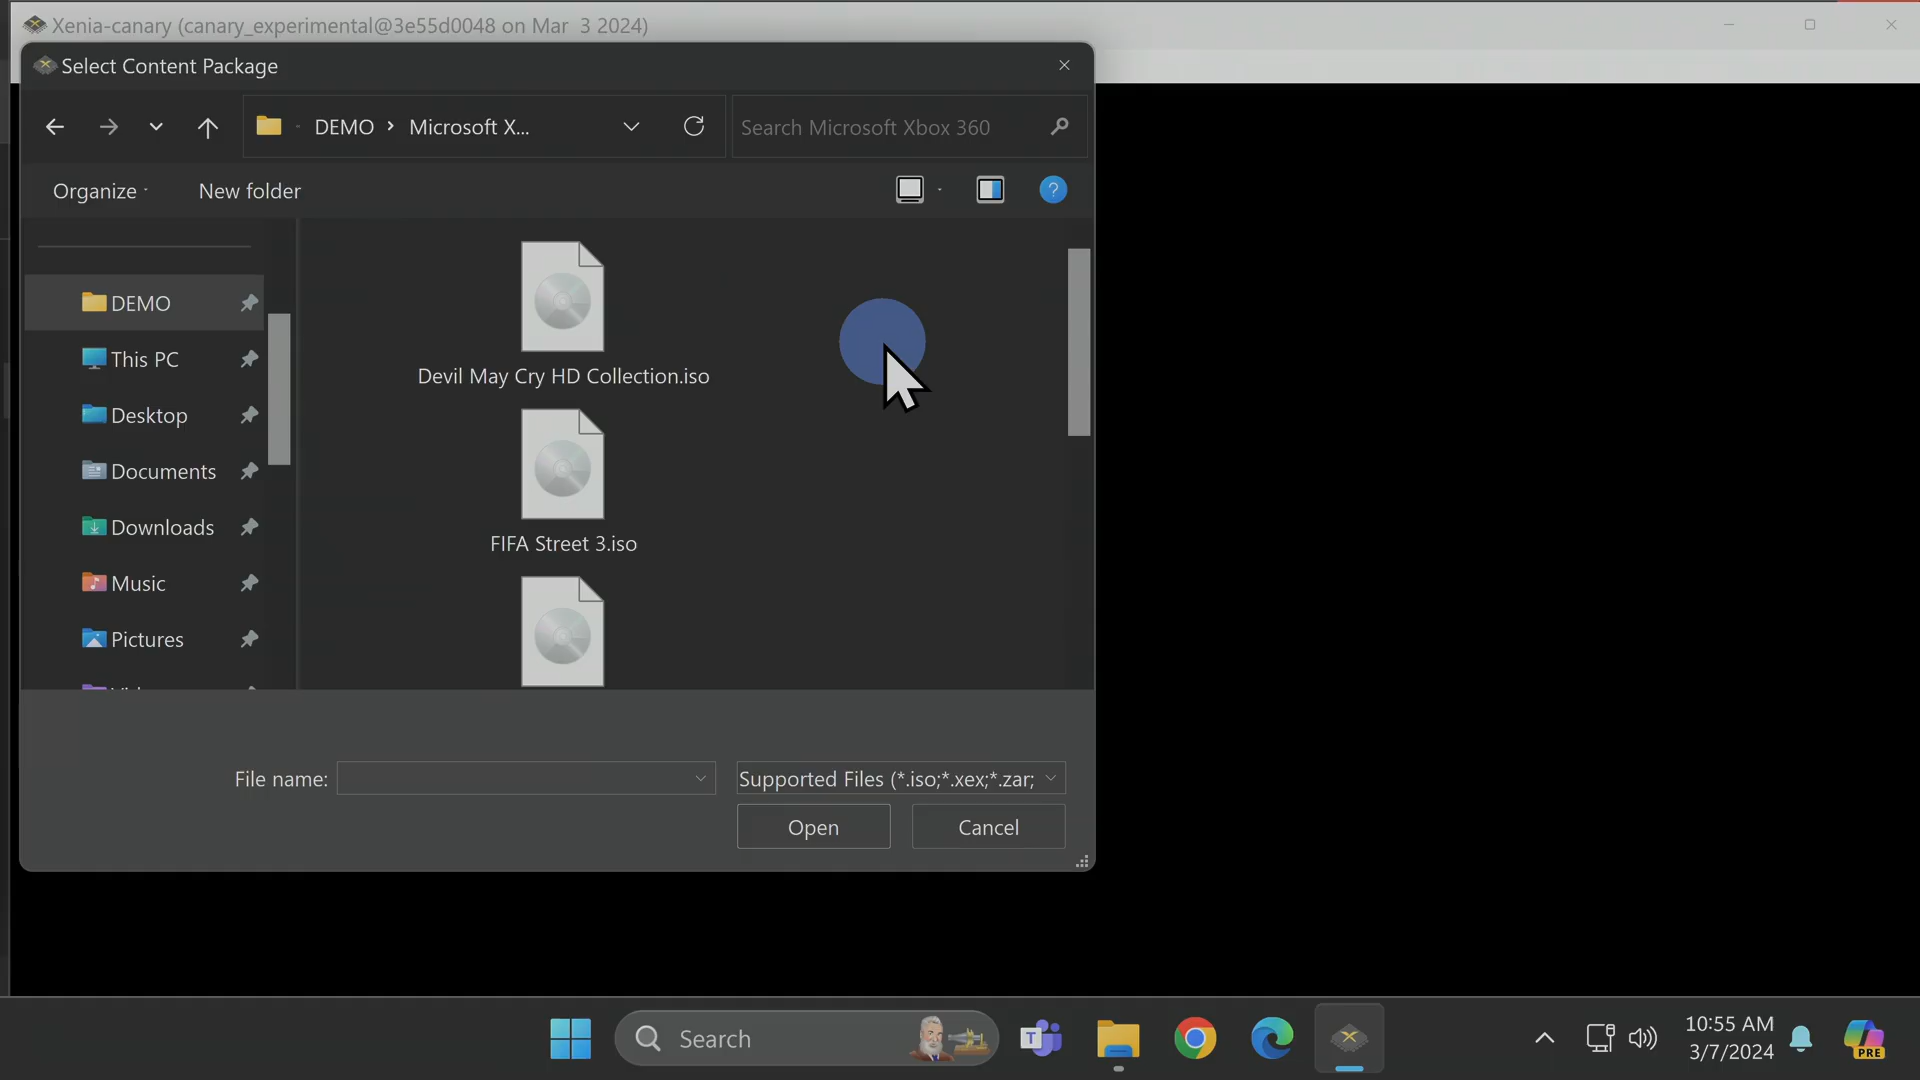 Xenia-canary (canary_experimental@3e55d0048 on Mar 3 2024)
Select Content Package
DEMO
Microsoft X...
Search Microsoft Xbox 360
Organize
New folder
DEMO
This PC
Desktop
Documents
Downloads
Music
Pictures
Devil May Cry HD Collection.iso
FIFA Street 3.iso
File name:
Supported Files (*.iso;*.xex;*.zar;
Open
Cancel
Search
T
10:55 AM
3/7/2024
PRE